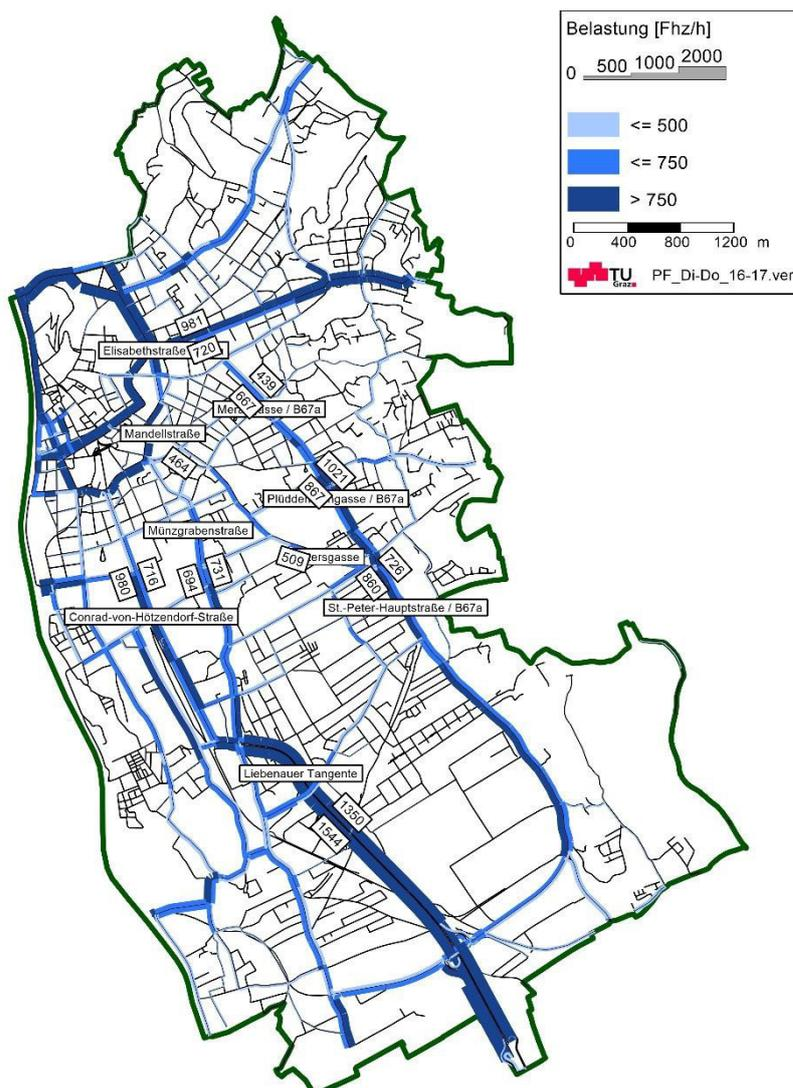 Belastung [Fhz/h]
0 500 1000 2000
<= 500
<= 750
> 750
0 400 800 1200 m
TU
Graz
PF_Di-Do_16-17.ver
981
Elisabethstraße
720
439
667
/ B67a
Mandellstraße
464
1021
867
/ B67a
Münzgrabenstraße
509
726
860
716
980
731
694
St.-Peter-Hauptstraße / B67a
Conrad-von-Hötzendorf-Straße
Liebenauer Tangente
1350
1544